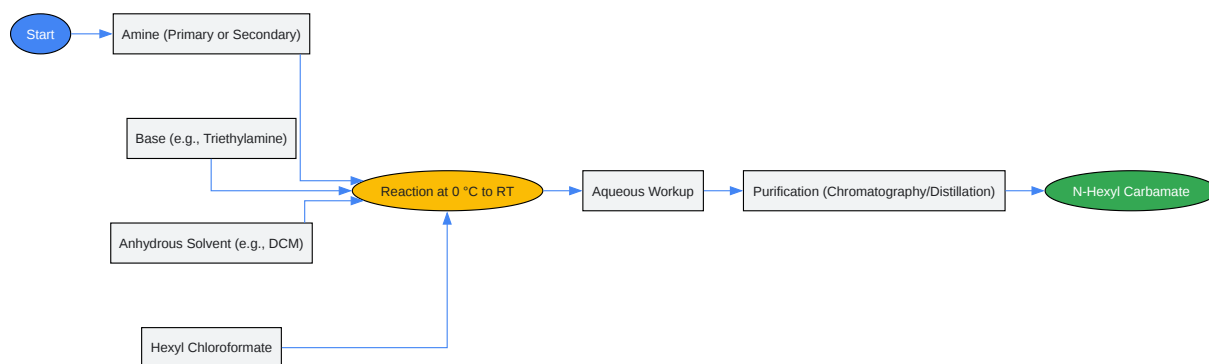 Start
Amine (Primary or Secondary)
Base (e.g., Triethylamine)
Reaction at 0 °C to RT
Aqueous Workup
Purification (Chromatography/Distillation)
N-Hexyl Carbamate
Anhydrous Solvent (e.g., DCM)
Hexyl Chloroformate